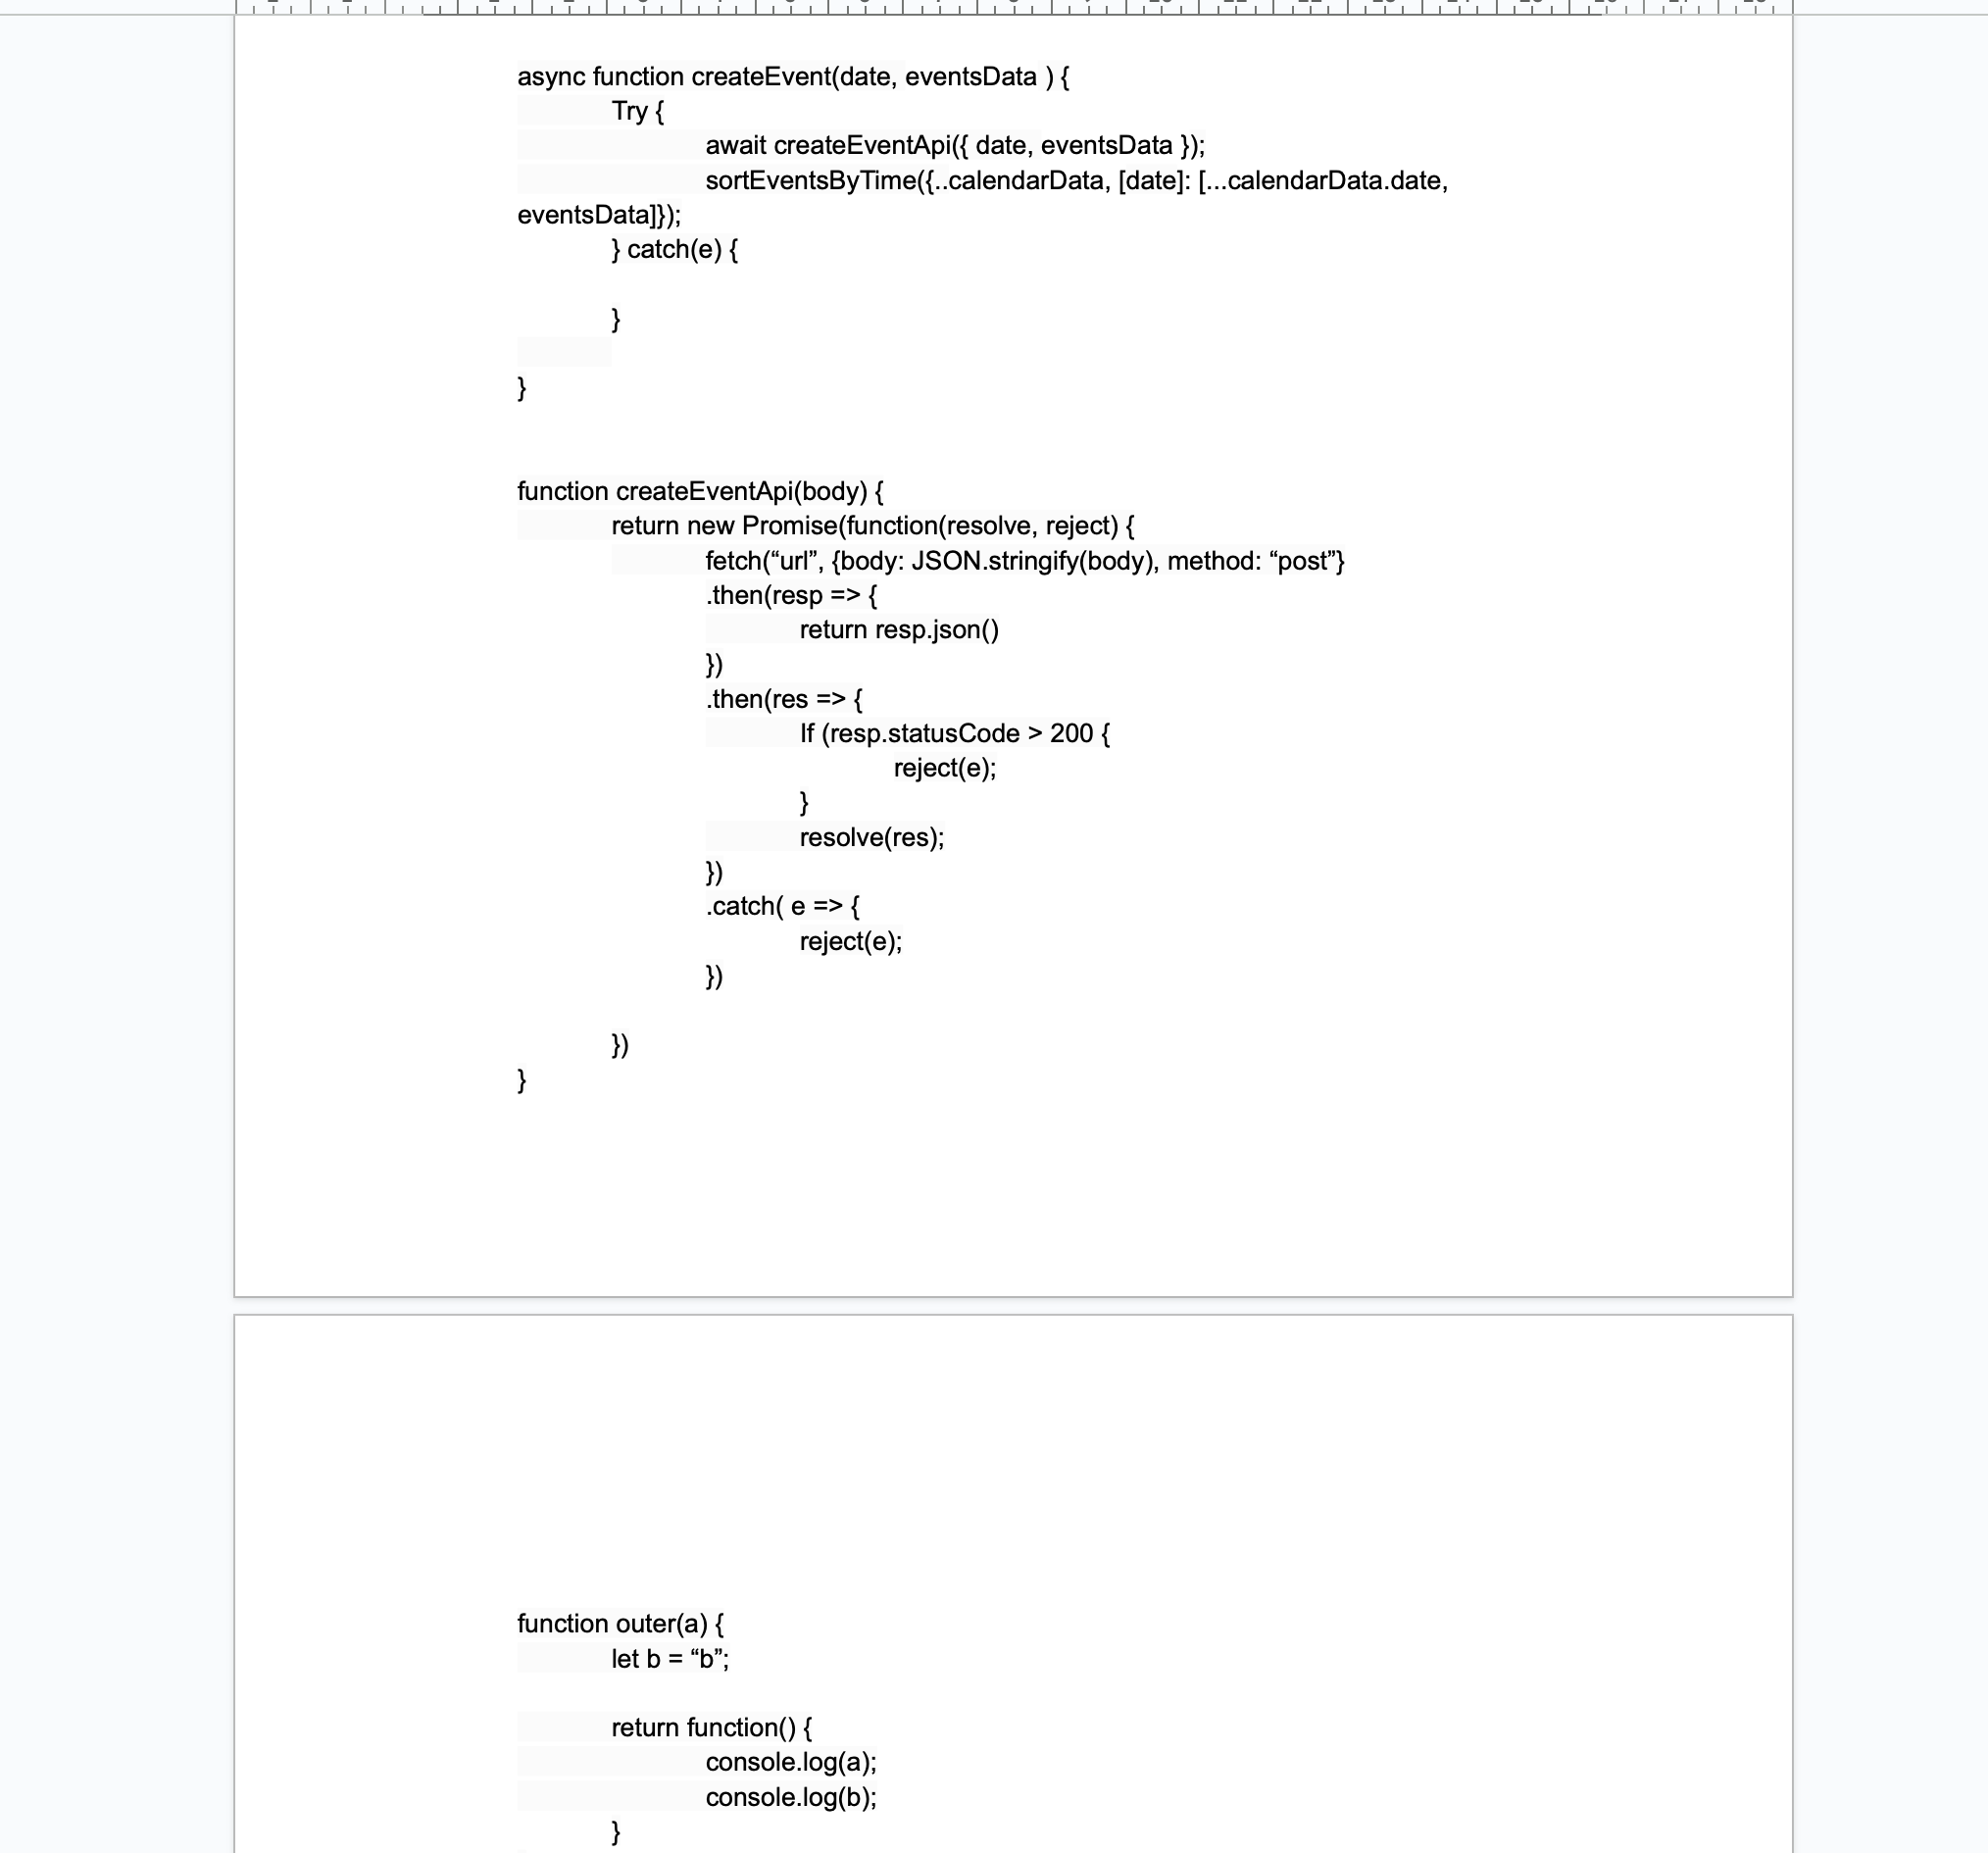 async function createEvent(date, eventsData ) {
Try {
await createEventApi({ date, eventsData });
sortEventsByTime({..calendarData, [date]: [...calendarData.date,
eventsData]});
} catch(e) {
}
}
function createEventApi(body) {
return new Promise(function(resolve, reject) {
fetch(“url”, {body: JSON.stringify(body), method: “post”}
.then(resp => {
return resp.json()
})
.then(res => {
If (resp.statusCode > 200 {
reject(e);
}
resolve(res);
})
.catch( e => {
reject(e);
})
})
}
function outer(a) {
let b = “b”;
return function() {
console.log(a);
console.log(b);
}